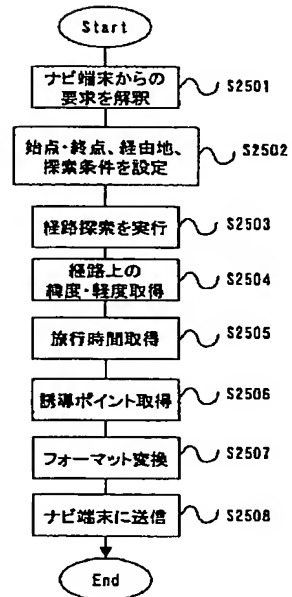 Start
ナビ端末からの
要求を解釈
S2501
始点・終点、経由地、
探索条件を設定
S2502
経路探索を実行
S2503
経路上の
緯度・軽度取得
S2504
旅行時間取得
S2505
誘導ポイント取得
S2506
フォーマット変換
S2507
ナビ端末に送信
S2508
End